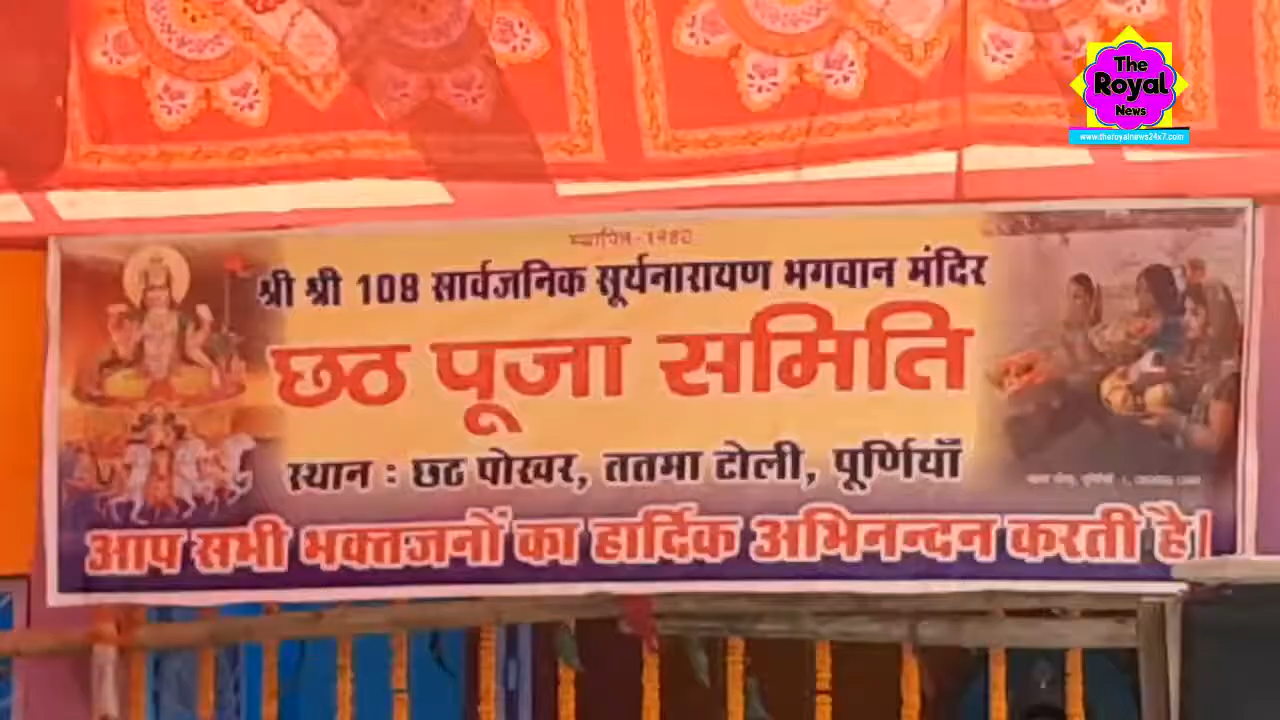 The
Royal
News
www.theroyalnews24x7.com
श्री श्री 108 सार्वजनिक सूर्यनारायण भगवान मंदिर
छठ पूजा समिति
स्थान : छठ पोखर, ततमा टोली, पूर्णियाँ
आप सभी भक्तजनों का हार्दिक अभिनन्दन करती है।